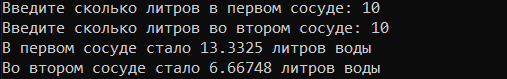 Введите сколько литров в первом сосуде: 10
Введите сколько литров во втором сосуде: 10
В первом сосуде стало 13.3325 литров воды
Во втором сосуде стало 6.66748 литров воды